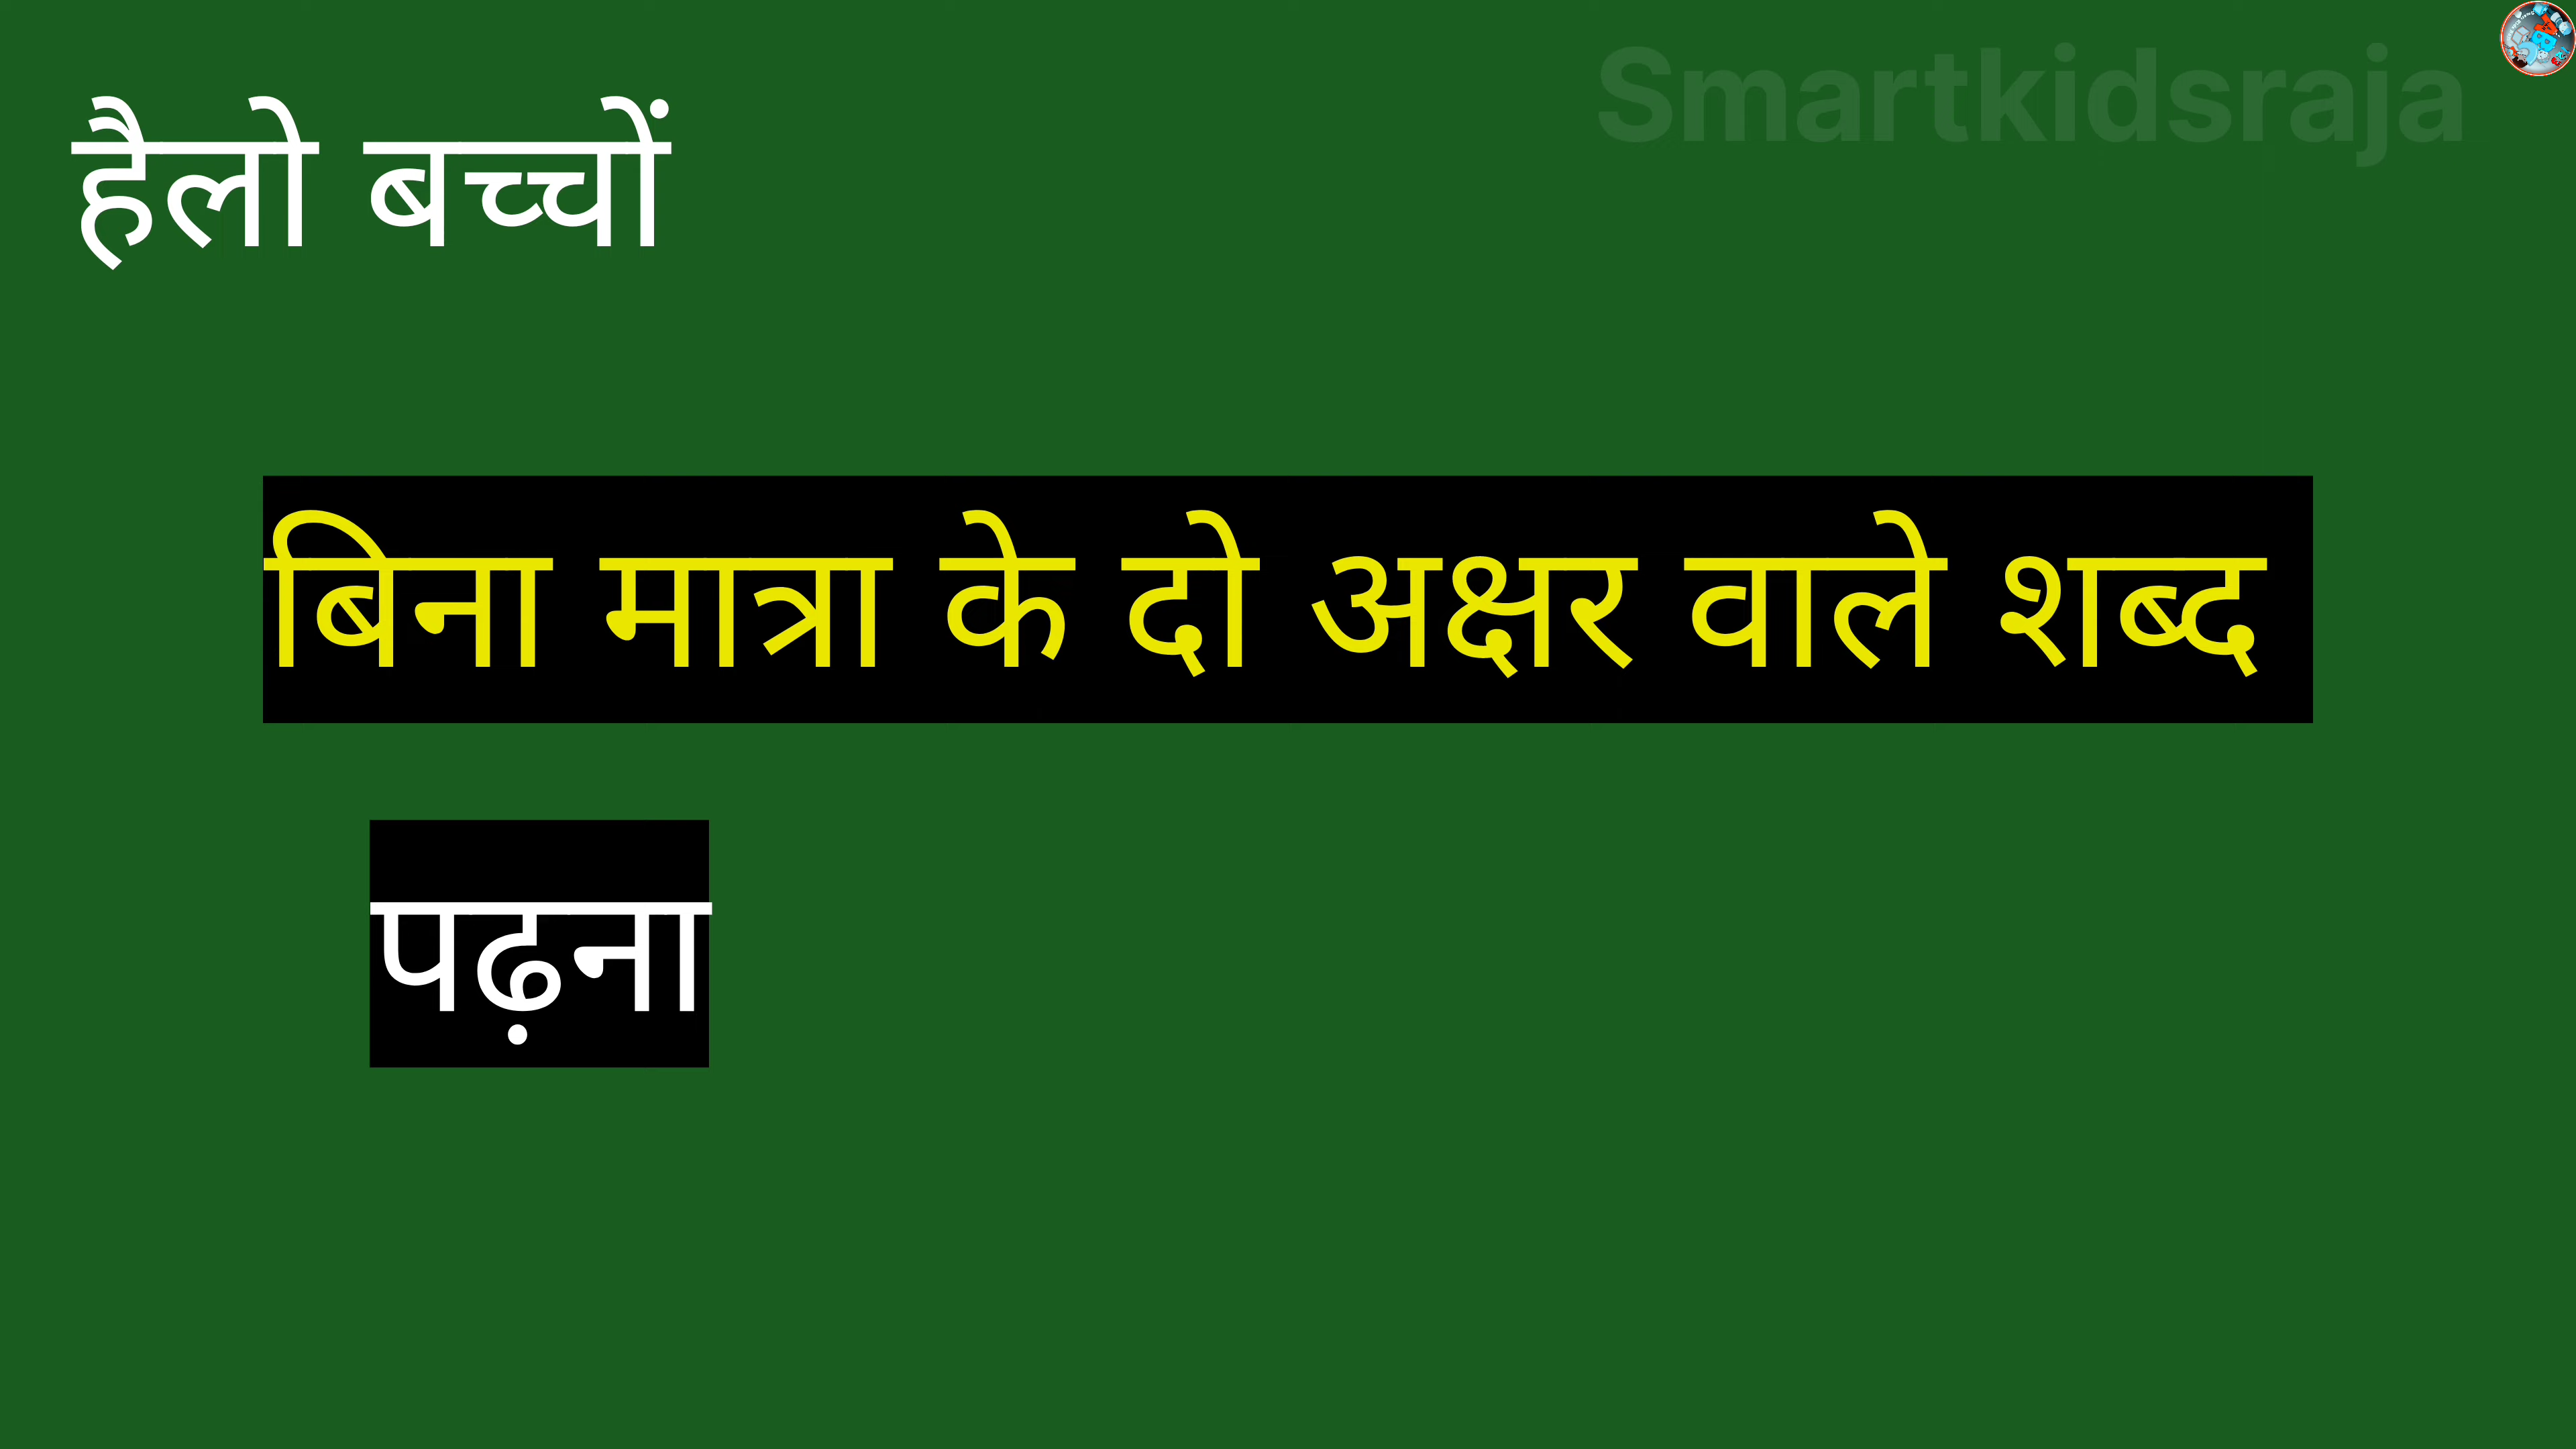 Smartkidsraja
हैलो बच्चों
बिना मात्रा के दो अक्षर वाले शब्द
पढ़ना